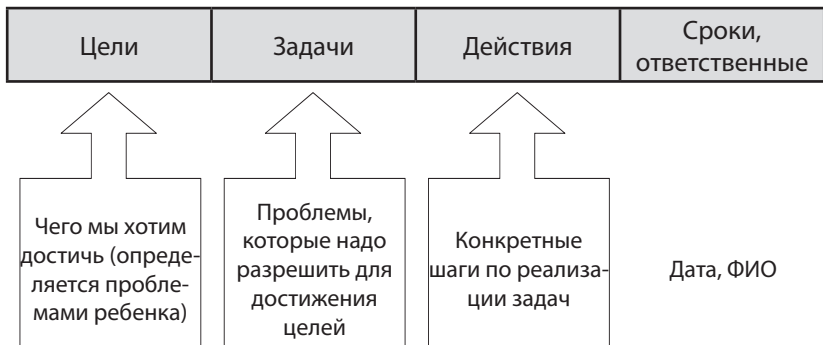 Цели
Задачи
Действия
Сроки,
ответственные
Чего мы хотим
достичь (опреде-
ляется пробле-
мами ребенка)
Проблемы,
которые надо
разрешить для
достижения
целей
Конкретные
шаги по реализа-
ции задач
Дата, ФИО